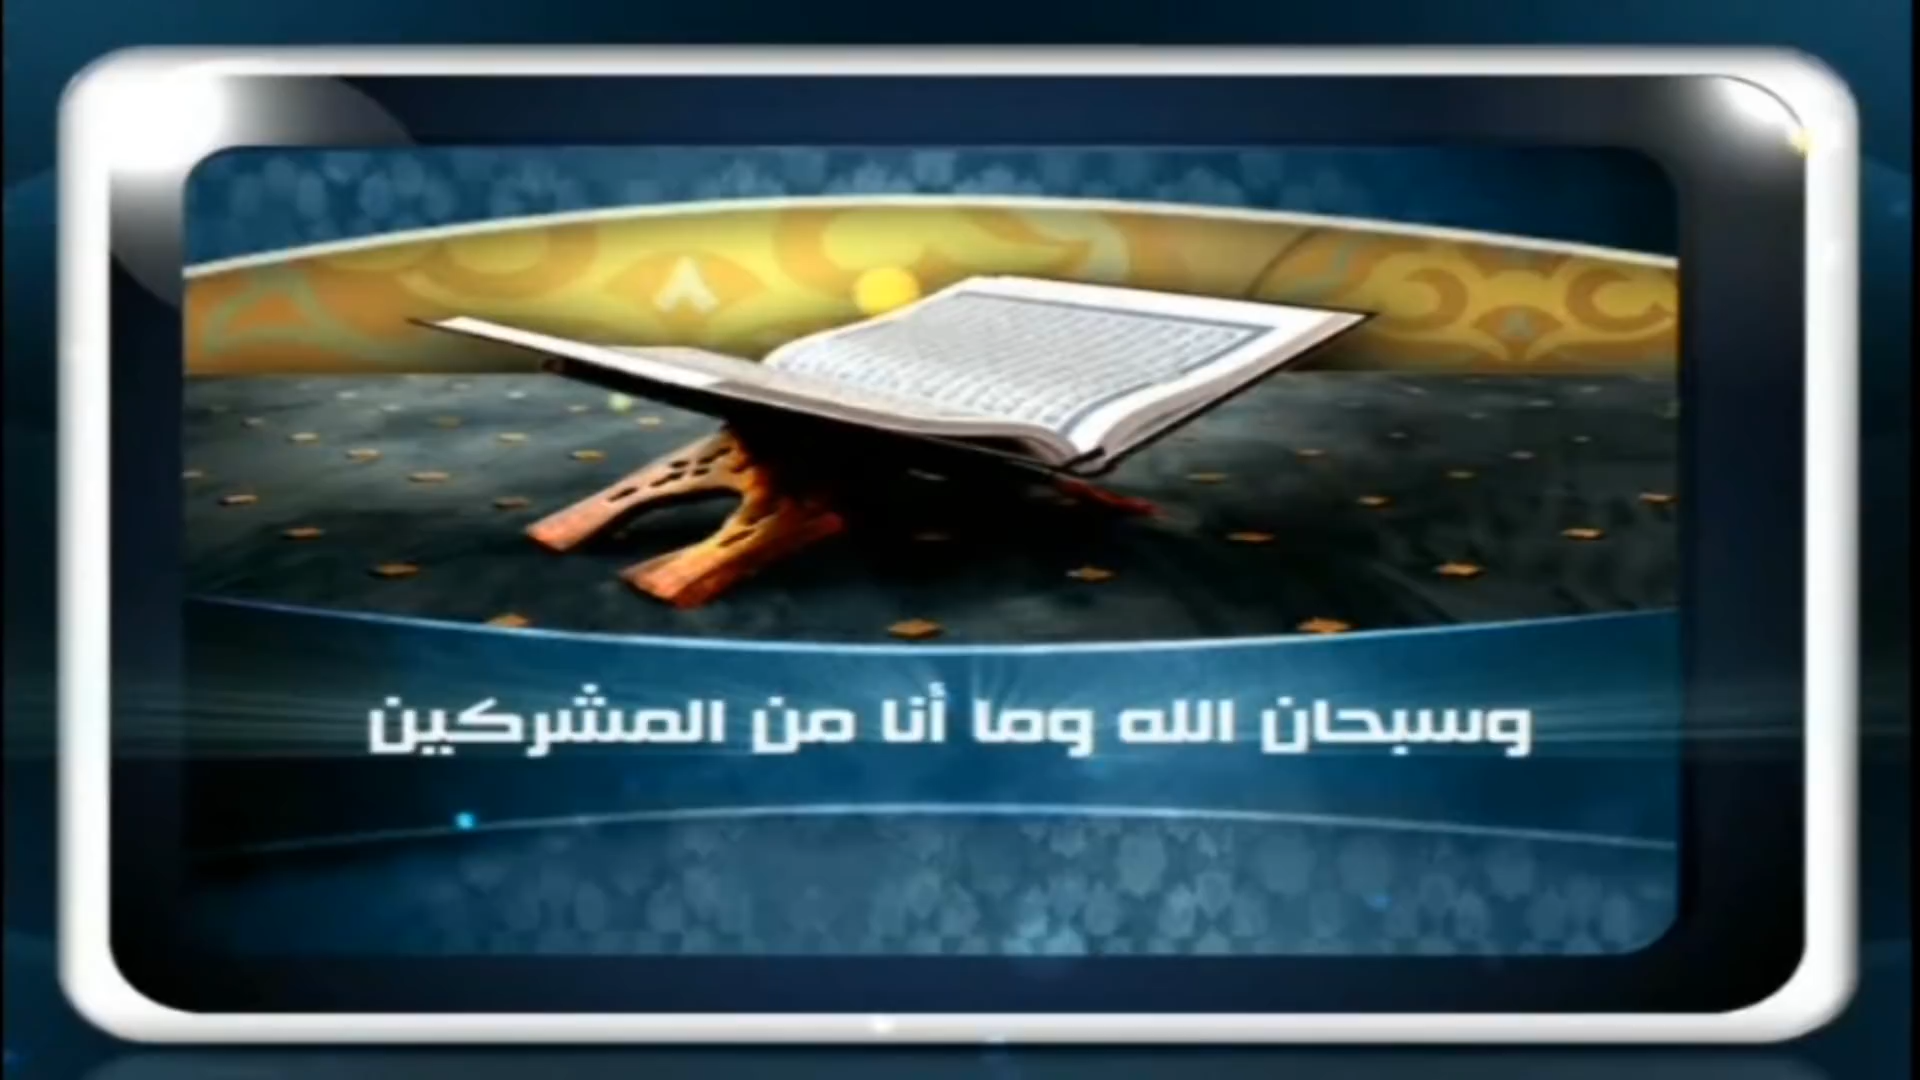 وسبحان الله وما أنا من المشركين